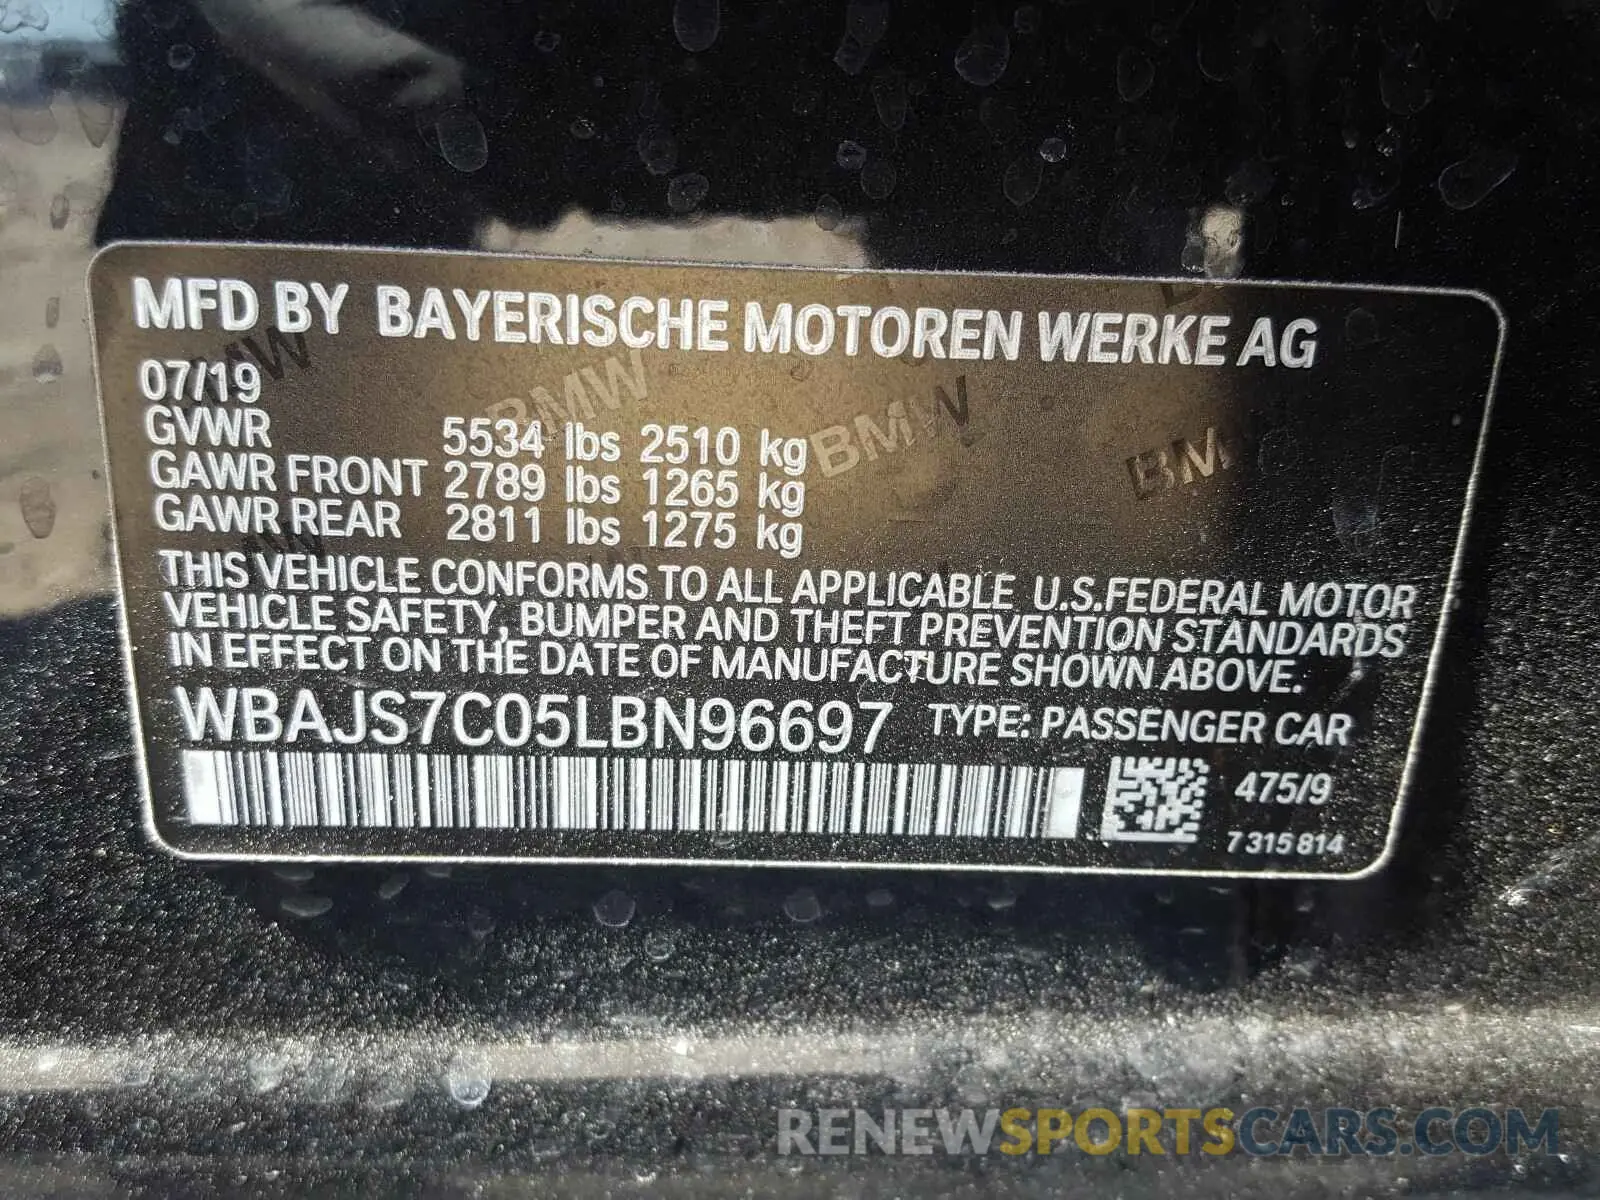 MFD BY BAYERISCHE MOTOREN WERKE AG
07/19
GVWR 5534 lbs 2510 kg
GAWR FRONT 2789 lbs 1265 kg
GAWR REAR 2811 lbs 1275 kg
THIS VEHICLE CONFORMS TO ALL APPLICABLE U.S.FEDERAL MOTOR
VEHICLE SAFETY, BUMPER AND THEFT PREVENTION STANDARDS
IN EFFECT ON THE DATE OF MANUFACTURE SHOWN ABOVE.
WBAJS7C05LBN96697 TYPE: PASSENGER CAR
475/9
7 315 814
BMW
BMW
BMW
RENEWSPORTSCARS.COM